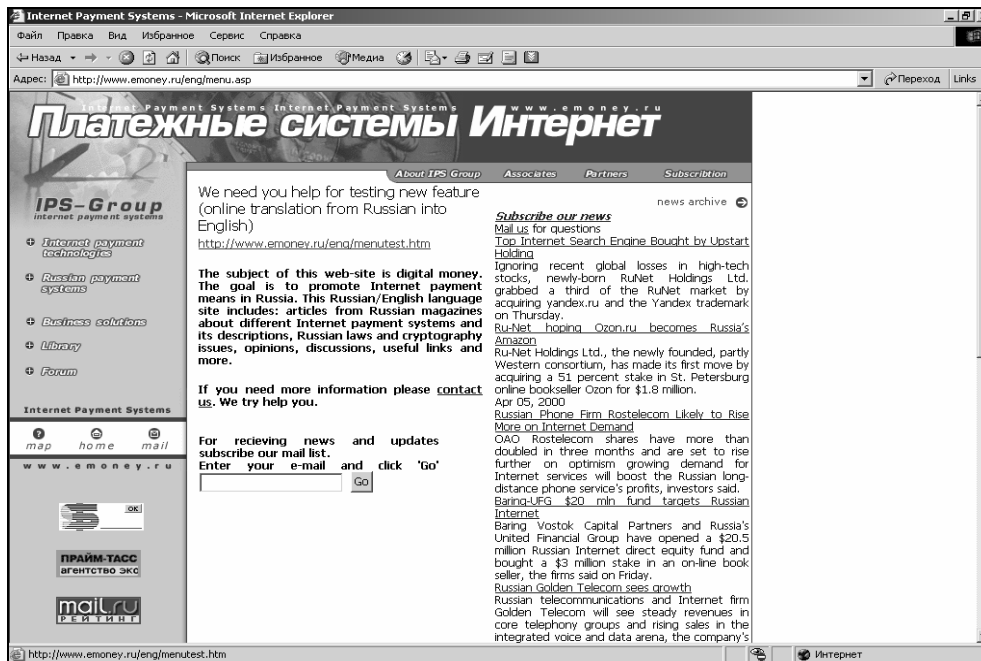 Internet Payment Systems - Microsoft Internet Explorer
Файл Правка Вид Избранное Сервис Справка
Назад Поиск Избранное Медиа
Адрес: http://www.emoney.ru/eng/menu.asp Переход Links
Internet Payment Systems Internet Payment Systems www.emoney.ru
Платежные системы Интернет
About IPS Group Associates Partners Subscribtion
IPS-Group
internet payment systems
Internet payment
technologies
Russian payment
systems
Business solutions
Library
Forum
Internet Payment Systems
map home mail
www.emoney.ru
OK
ПРАЙМ-ТАСС
агентство экс
mail.ru
РЕЙТИНГ
We need you help for testing new feature
(online translation from Russian into
English)
http://www.emoney.ru/eng/menutest.htm
The subject of this web-site is digital money.
The goal is to promote Internet payment
means in Russia. This Russian/English language
site includes: articles from Russian magazines
about different Internet payment systems and
its descriptions, Russian laws and cryptography
issues, opinions, discussions, useful links and
more.
If you need more information please contact
us. We try help you.
For recieving news and updates
subscribe our mail list.
Enter your e-mail and click 'Go'
Go
news archive
Subscribe our news
Mail us for questions
Top Internet Search Engine Bought by Upstart
Holding
Ignoring recent global losses in high-tech
stocks, newly-born RuNet Holdings Ltd.
grabbed a third of the RuNet market by
acquiring yandex.ru and the Yandex trademark
on Thursday.
Ru-Net hoping Ozon.ru becomes Russia's
Amazon
Ru-Net Holdings Ltd., the newly founded, partly
Western consortium, has made its first move by
acquiring a 51 percent stake in St. Petersburg
online bookseller Ozon for $1.8 million.
Apr 05, 2000
Russian Phone Firm Rostelecom Likely to Rise
More on Internet Demand
OAO Rostelecom shares have more than
doubled in three months and are set to rise
further on optimism growing demand for
Internet services will boost the Russian long-
distance phone service's profits, investors said.
Baring-UFG $20 mln fund targets Russian
Internet
Baring Vostok Capital Partners and Russia's
United Financial Group have opened a $20.5
million Russian Internet direct equity fund and
bought a $3 million stake in an on-line book
seller, the firms said on Friday.
Russian Golden Telecom sees growth
Russian telecommunications and Internet firm
Golden Telecom will see steady revenues in
core telephony groups and rising sales in the
integrated voice and data arena, the company's
http://www.emoney.ru/eng/menutest.htm Интернет